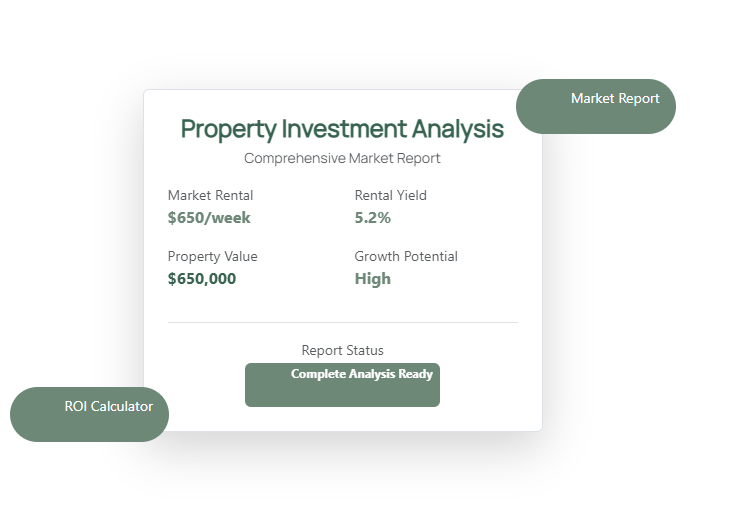 Market Report
Property Investment Analysis
Comprehensive Market Report
Market Rental
$650/week
Rental Yield
5.2%
Property Value
$650,000
Growth Potential
High
Report Status
Complete Analysis Ready
ROI Calculator